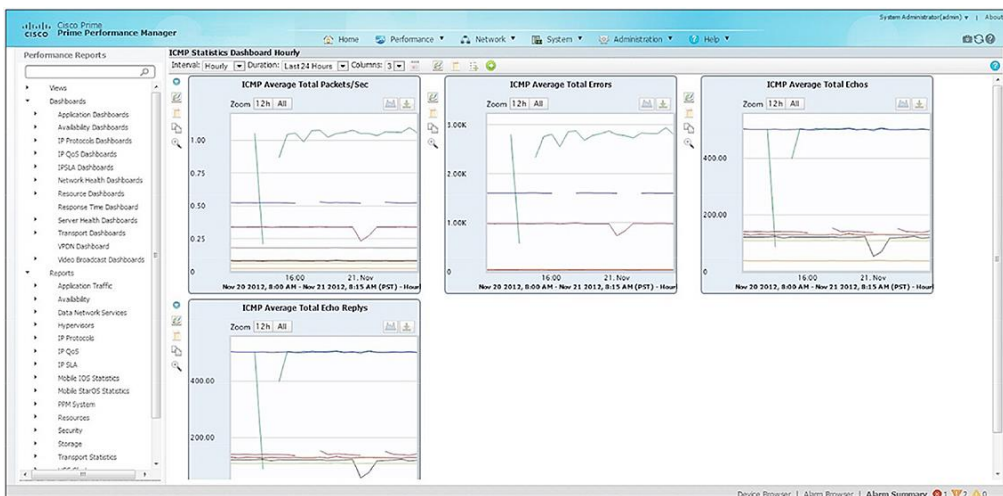 System Administrator(admin) ▼ | About
CISCO
Cisco Prime
Prime Performance Manager
Home Performance ▼ Network ▼ System ▼ Administration ▼ Help ▼
Performance Reports
Views
Dashboards
Application Dashboards
Availability Dashboards
IP Protocols Dashboards
IP QoS Dashboards
IPSLA Dashboards
Network Health Dashboards
Resource Dashboards
Response Time Dashboard
Server Health Dashboards
Transport Dashboards
VPDN Dashboard
Video Broadcast Dashboards
Reports
Application Traffic
Availability
Data Network Services
Hypervisors
IP Protocols
IP QoS
IP SLA
Mobile IOS Statistics
Mobile StarOS Statistics
PPM System
Resources
Security
Storage
Transport Statistics
ICMP Statistics Dashboard Hourly
Interval: Hourly Duration: Last 24 Hours Columns: 3
ICMP Average Total Packets/Sec
Zoom 12h All
1.00
0.75
0.50
0.25
0
16:00 21. Nov
Nov 20 2012, 8:00 AM - Nov 21 2012, 8:15 AM (PST) - Hour
ICMP Average Total Errors
Zoom 12h All
3.00K
2.00K
1.00K
0
16:00 21. Nov
Nov 20 2012, 8:00 AM - Nov 21 2012, 8:15 AM (PST) - Hour
ICMP Average Total Echos
Zoom 12h All
400.00
200.00
0
16:00 21. Nov
Nov 20 2012, 8:00 AM - Nov 21 2012, 8:15 AM (PST) - Hour
ICMP Average Total Echo Replys
Zoom 12h All
400.00
200.00
Device Browser | Alarm Browser | Alarm Summary 1 2 0